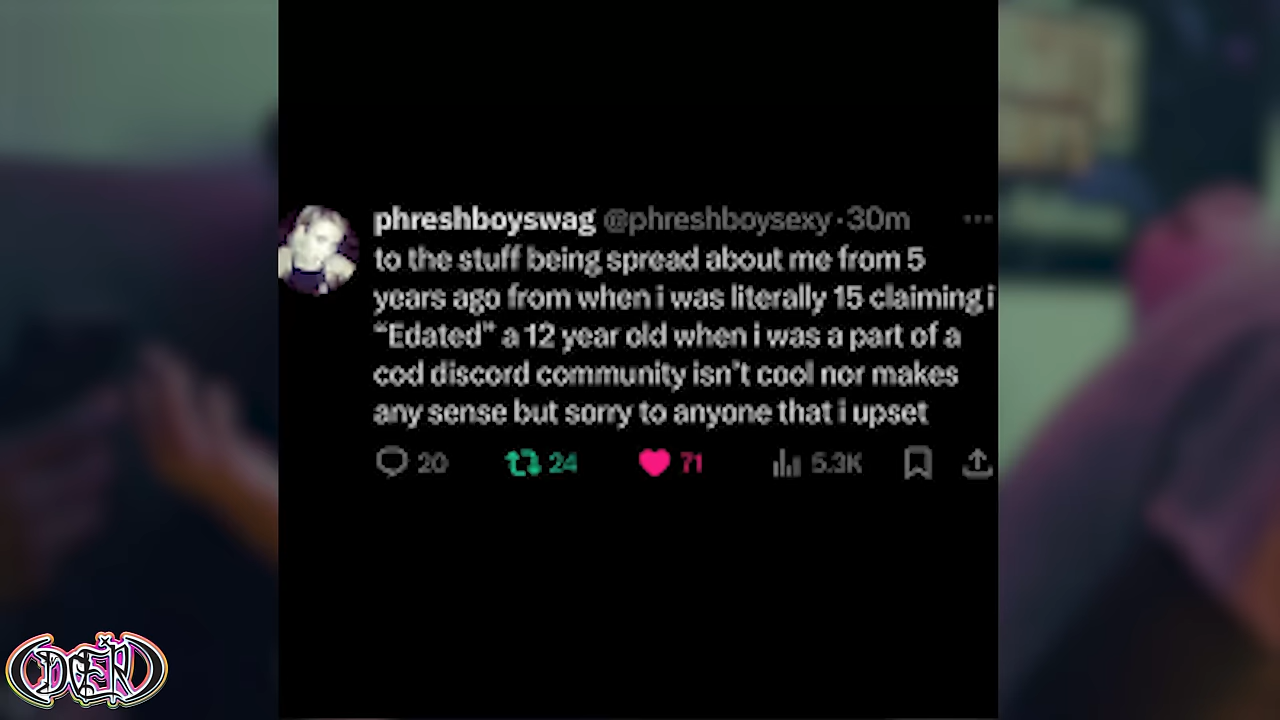 phreshboyswag @phreshboysexy · 30m ...
to the stuff being spread about me from 5
years ago from when i was literally 15 claiming i
“Edated” a 12 year old when i was a part of a
cod discord community isn't cool nor makes
any sense but sorry to anyone that i upset
20 24 71 5.3K